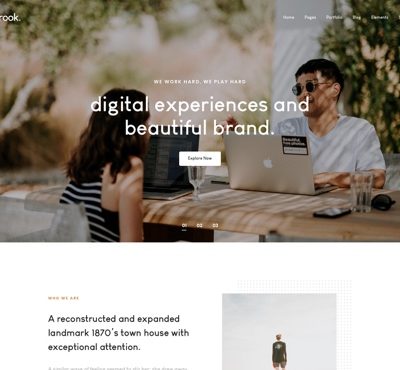 rook.
Home Pages Portfolio Blog Elements
WE WORK HARD, WE PLAY HARD
digital experiences and
beautiful brand.
Explore Now
01 02 03
WHO WE ARE
A reconstructed and expanded
landmark 1870's town house with
exceptional attention.